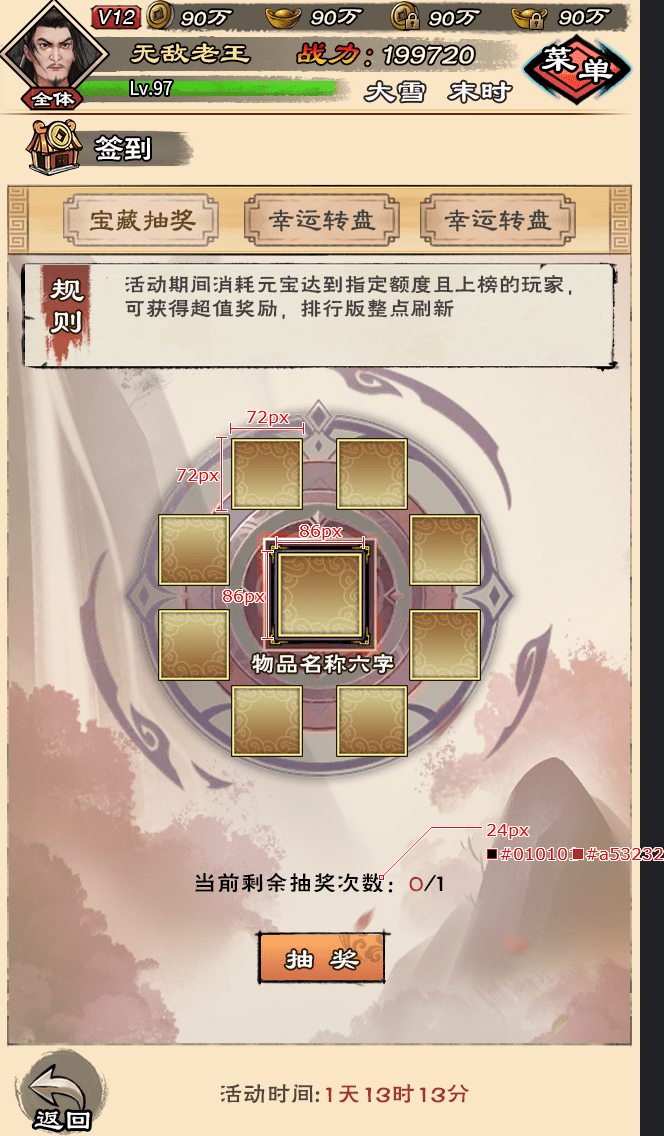 V12 90万 90万 90万 90万
无敌老王 战力：199720
菜单
全体 Lv.97 大雪 末时
签到
宝藏抽奖 幸运转盘 幸运转盘
规则
活动期间消耗元宝达到指定额度且上榜的玩家，
可获得超值奖励，排行版整点刷新
72px
72px
86px
86px
物品名称六字
24px
#01010 #a53232
当前剩余抽奖次数：0/1
抽 奖
返回
活动时间:1天13时13分